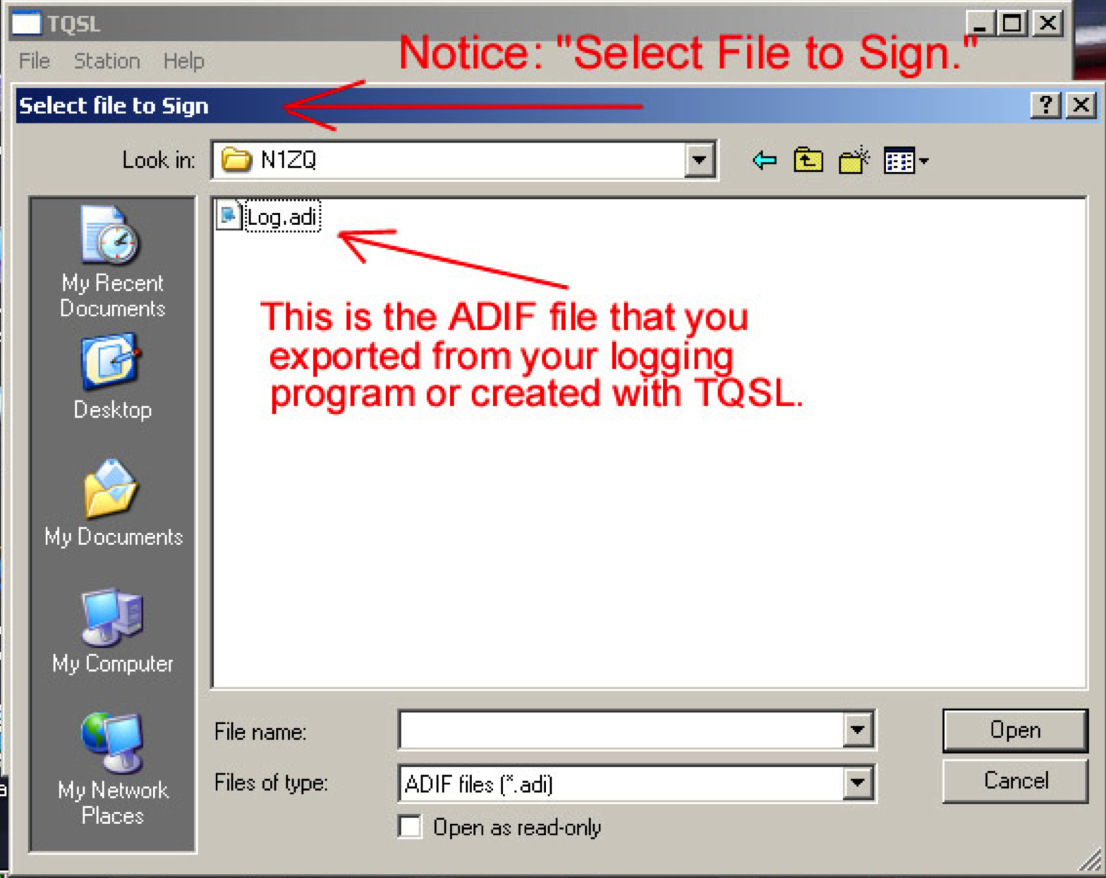 TQSL
File Station Help
Notice: "Select File to Sign."
Select file to Sign
Look in: N1ZQ
Log.adi
This is the ADIF file that you
exported from your logging
program or created with TQSL.
My Recent
Documents
Desktop
My Documents
My Computer
My Network
Places
File name:
Open
Files of type: ADIF files (*.adi)
Cancel
Open as read-only